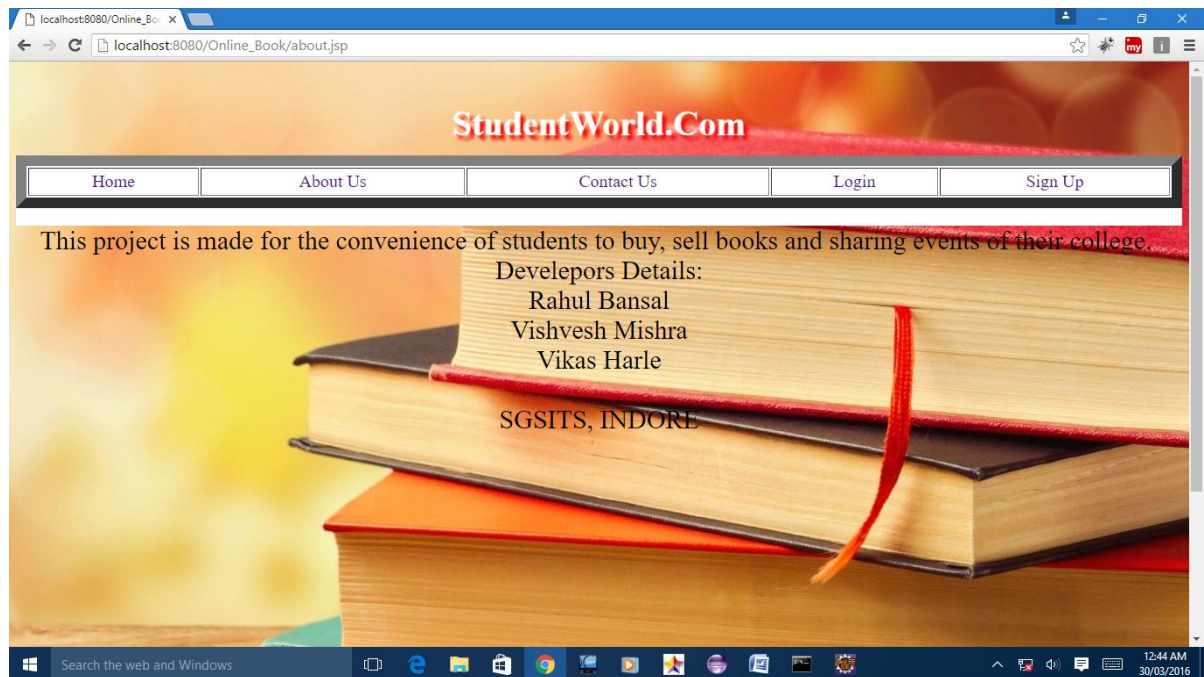 localhost:8080/Online_Bo
localhost:8080/Online_Book/about.jsp
my
StudentWorld.Com
Home About Us Contact Us Login Sign Up
This project is made for the convenience of students to buy, sell books and sharing events of their college.
Develepors Details:
Rahul Bansal
Vishvesh Mishra
Vikas Harle
SGSITS, INDORE
Search the web and Windows
12:44 AM
30/03/2016